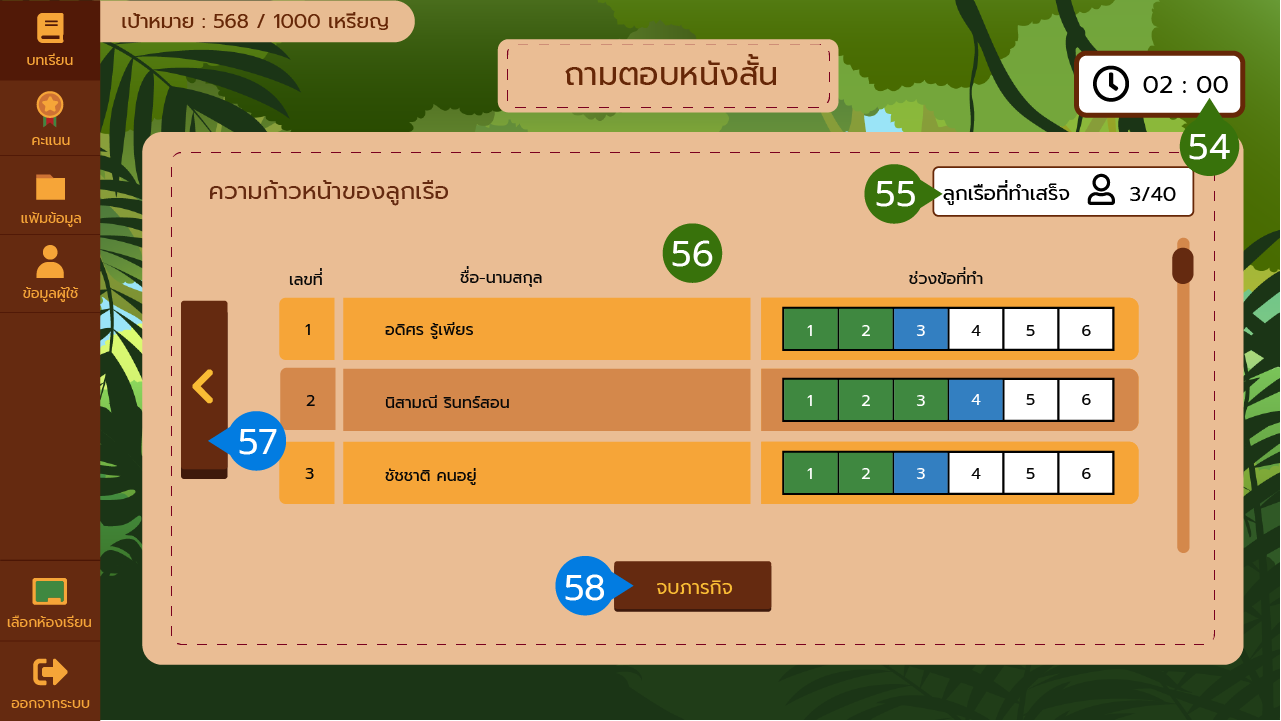 เป้าหมาย : 568 / 1000 เหรียญ
บทเรียน
คะแนน
แฟ้มข้อมูล
ข้อมูลผู้ใช้
เลือกห้องเรียน
ออกจากระบบ
ถามตอบหนังสั้น
02 : 00
54
ความก้าวหน้าของลูกเรือ
55
ลูกเรือที่ทำเสร็จ 3/40
56
เลขที่ ชื่อ-นามสกุล ช่วงข้อที่ทำ
1 อดิศร รู้เพียร 1 2 3 4 5 6
2 นิสามณี รินทร์สอน 1 2 3 4 5 6
57
3 ชัชชาติ คนอยู่ 1 2 3 4 5 6
58
จบภารกิจ